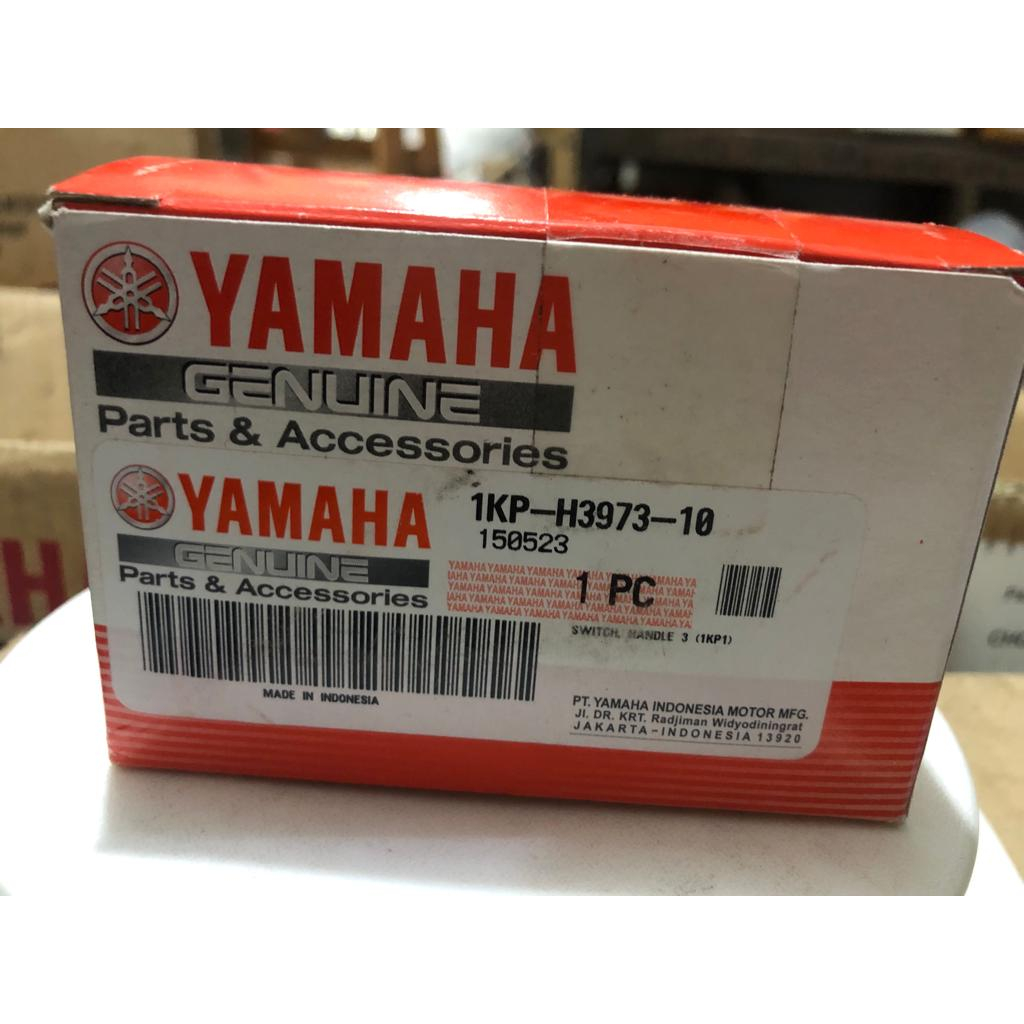 YAMAHA
GENUINE
Parts & Accessories
YAMAHA
GENUINE
Parts & Accessories
1KP-H3973-10
150523
1 PC
SWITCH, HANDLE 3 (1KP1)
MADE IN INDONESIA
PT. YAMAHA INDONESIA MOTOR MFG.
Jl. DR. KRT. Radjiman Widyodiningrat
JAKARTA-INDONESIA 13920